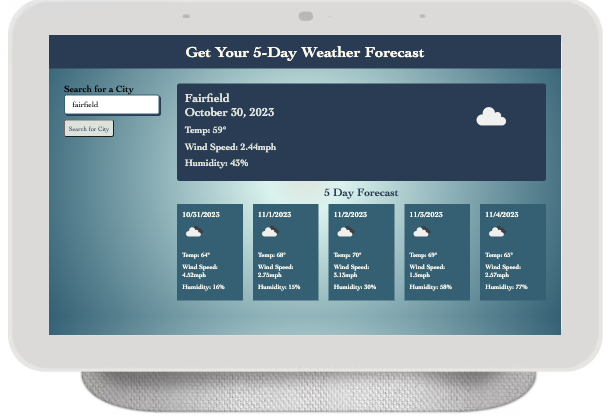 Get Your 5-Day Weather Forecast
Search for a City
fairfield
Search for City
Fairfield
October 30, 2023
Temp: 59°
Wind Speed: 2.44mph
Humidity: 43%
5 Day Forecast
10/31/2023
Temp: 64°
Wind Speed:
4.52mph
Humidity: 16%
11/1/2023
Temp: 68°
Wind Speed:
2.75mph
Humidity: 15%
11/2/2023
Temp: 70°
Wind Speed:
3.13mph
Humidity: 30%
11/3/2023
Temp: 69°
Wind Speed:
1.5mph
Humidity: 58%
11/4/2023
Temp: 65°
Wind Speed:
2.57mph
Humidity: 77%